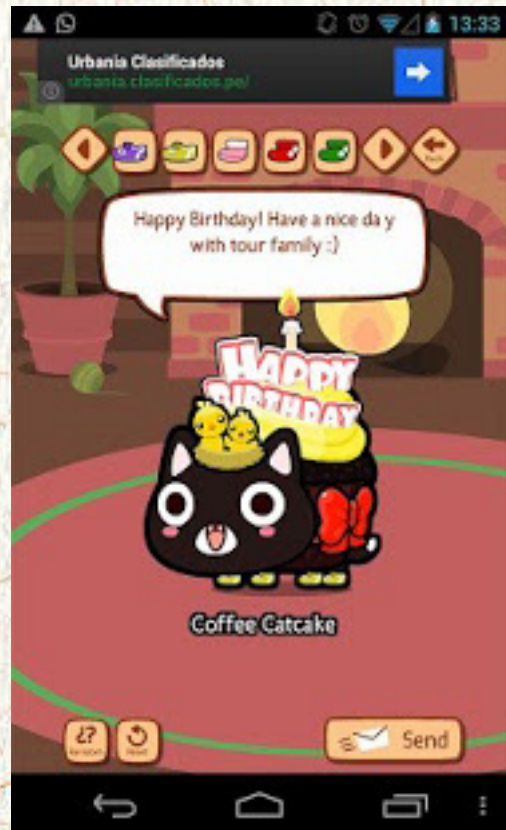 13:33
Urbania Clasificados
urbania.clasificados.pe/
Back
Happy Birthday! Have a nice da y
with tour family :)
HAPPY
BIRTHDAY
Coffee Catcake
¿?
Send